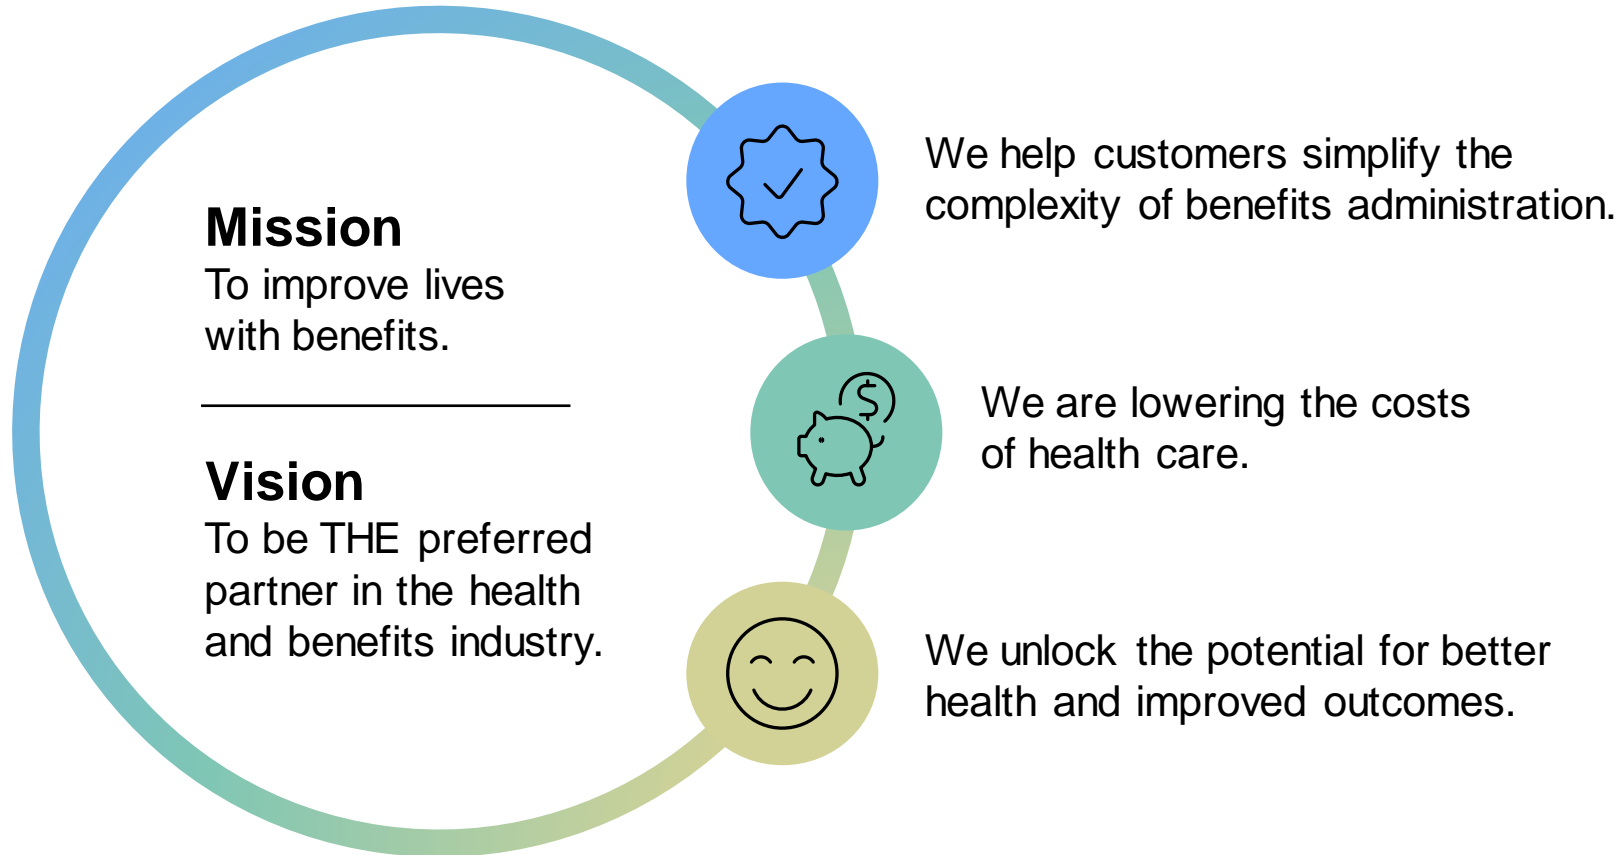 Mission
To improve lives
with benefits.
Vision
To be THE preferred
partner in the health
and benefits industry.
We help customers simplify the
complexity of benefits administration.
$
We are lowering the costs
of health care.
We unlock the potential for better
health and improved outcomes.